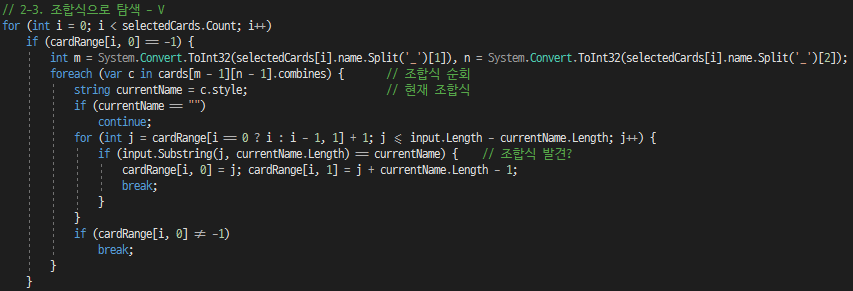 // 2-3. 조합식으로 탐색 - V
for (int i = 0; i < selectedCards.Count; i++)
if (cardRange[i, 0] == -1) {
int m = System.Convert.ToInt32(selectedCards[i].name.Split('_')[1]), n = System.Convert.ToInt32(selectedCards[i].name.Split('_')[2]);
foreach (var c in cards[m - 1][n - 1].combines) { // 조합식 순회
string currentName = c.style; // 현재 조합식
if (currentName == "")
continue;
for (int j = cardRange[i == 0 ? i : i - 1, 1] + 1; j <= input.Length - currentName.Length; j++) {
if (input.Substring(j, currentName.Length) == currentName) { // 조합식 발견?
cardRange[i, 0] = j; cardRange[i, 1] = j + currentName.Length - 1;
break;
}
}
if (cardRange[i, 0] != -1)
break;
}
}